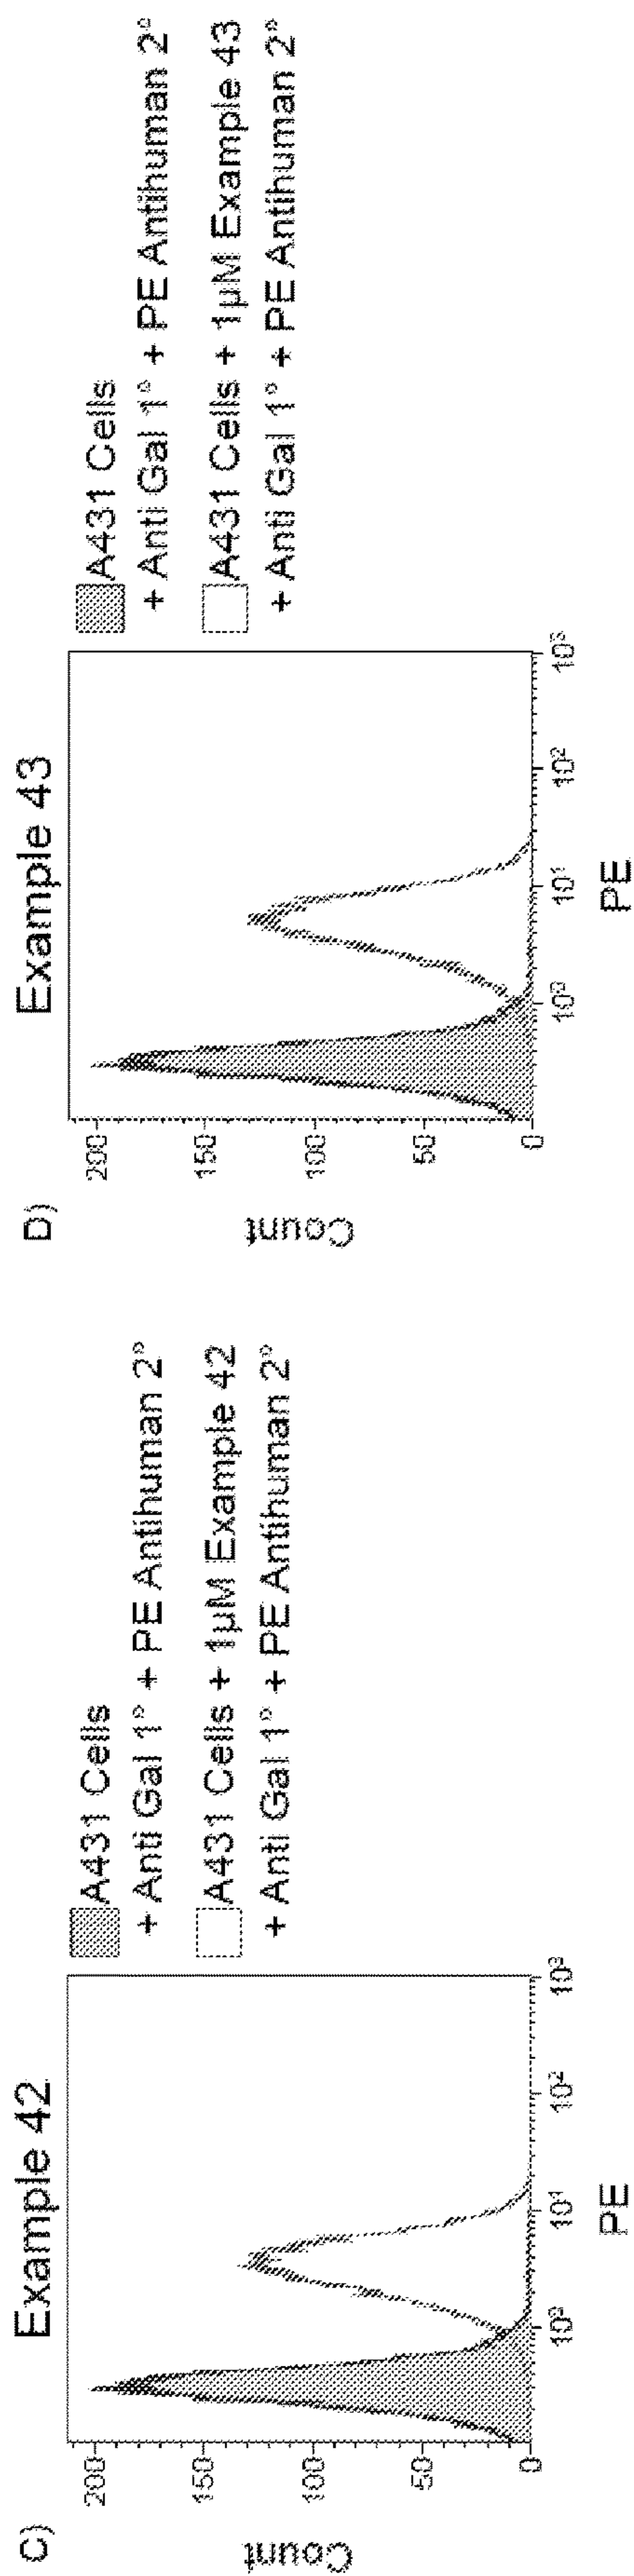 C)
Example 42
Count
200
150
100
50
0
10⁰
10¹
10²
10³
PE
A431 Cells
+ Anti Gal 1° + PE Antihuman 2°
A431 Cells + 1µM Example 42
+ Anti Gal 1° + PE Antihuman 2°
D)
Example 43
Count
200
150
100
50
0
10⁰
10¹
10²
10³
PE
A431 Cells
+ Anti Gal 1° + PE Antihuman 2°
A431 Cells + 1µM Example 43
+ Anti Gal 1° + PE Antihuman 2°